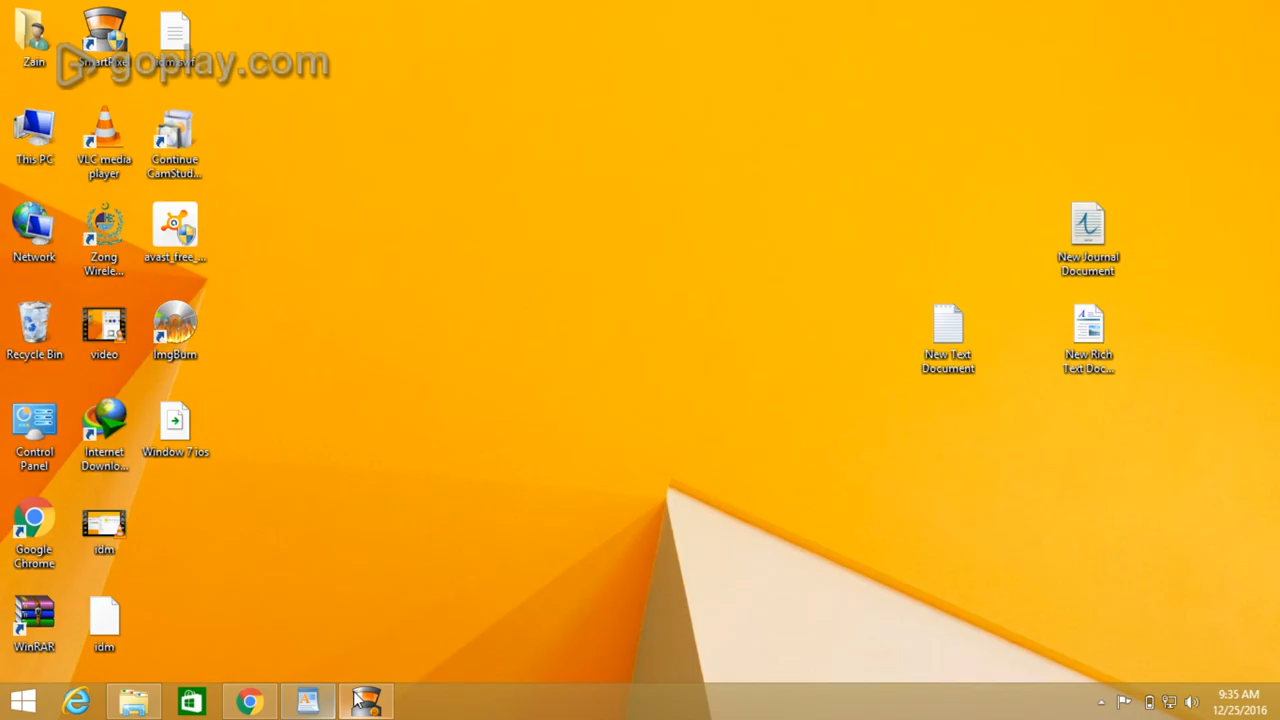 goplay.com
Zain
This PC
VLC media
player
Continue
CamStud...
Network
Zong
Wirele...
avast_free_...
Recycle Bin
video
ImgBurn
Control
Panel
Internet
Downlo...
Window 7 ios
Google
Chrome
idm
WinRAR
idm
New Journal
Document
New Text
Document
New Rich
Text Doc...
9:35 AM
12/25/2016